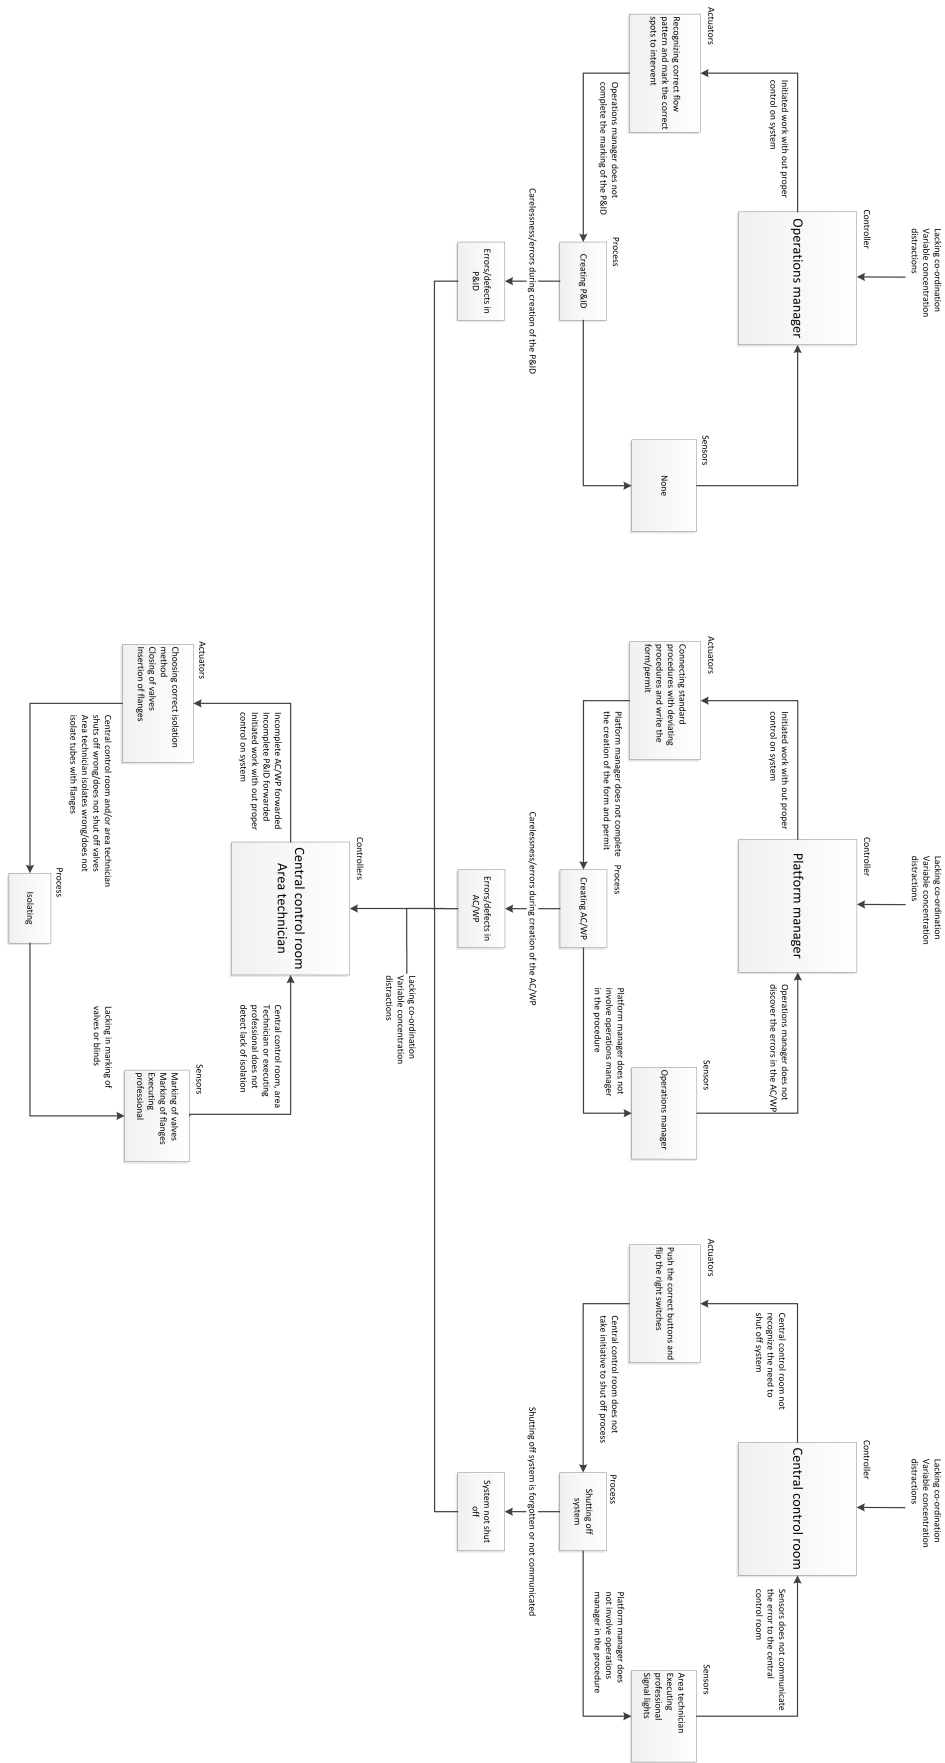 Lacking co-ordination
Variable concentration
distractions
Controller
Operations manager
Initiated work with out proper
control on system
Actuators
Recognizing correct flow
pattern and mark the correct
spots to intervent
Operations manager does not
complete the marking of the P&ID
Process
Creating P&ID
Sensors
None
Carelessness/errors during creation of the P&ID
Errors/defects in
P&ID
Lacking co-ordination
Variable concentration
distractions
Controller
Platform manager
Initiated work with out proper
control on system
Operations manager does not
discover the errors in the AC/WP
Actuators
Connecting standard
procedures with deviating
procedures and write the
form/permit
Platform manager does not complete
the creation of the form and permit
Process
Creating AC/WP
Platform manager does not
involve operations manager
in the procedure
Sensors
Operations manager
Carelessness/errors during creation of the AC/WP
Errors/defects in
AC/WP
Lacking co-ordination
Variable concentration
distractions
Controller
Central control room
Central control room not
recognize the need to
shut off system
Sensors does not communicate
the error to the central
control room
Actuators
Push the correct buttons and
flip the right switches
Central control room does not
take initiative to shut off process
Process
Shutting off
system
Platform manager does
not involve operations
manager in the procedure
Sensors
Area technician
Executing
professional
Signal lights
Shutting off system is forgotten or not communicated
System not shut
off
Lacking co-ordination
Variable concentration
distractions
Controllers
Central control room
Area technician
Incomplete AC/WP forwarded
Incomplete P&ID forwarded
Initiated work with out proper
control on system
Central control room, area
Technician or executing
professional does not
detect lack of isolation
Actuators
Choosing correct isolation
method
Closing of valves
Insertion of flanges
Central control room and/or area technician
shuts off wrong/does not shut off valves
Area technician isolates wrong/does not
isolate tubes with flanges
Process
Isolating
Lacking in marking of
valves or blinds
Sensors
Marking of valves
Marking of flanges
Executing
professional